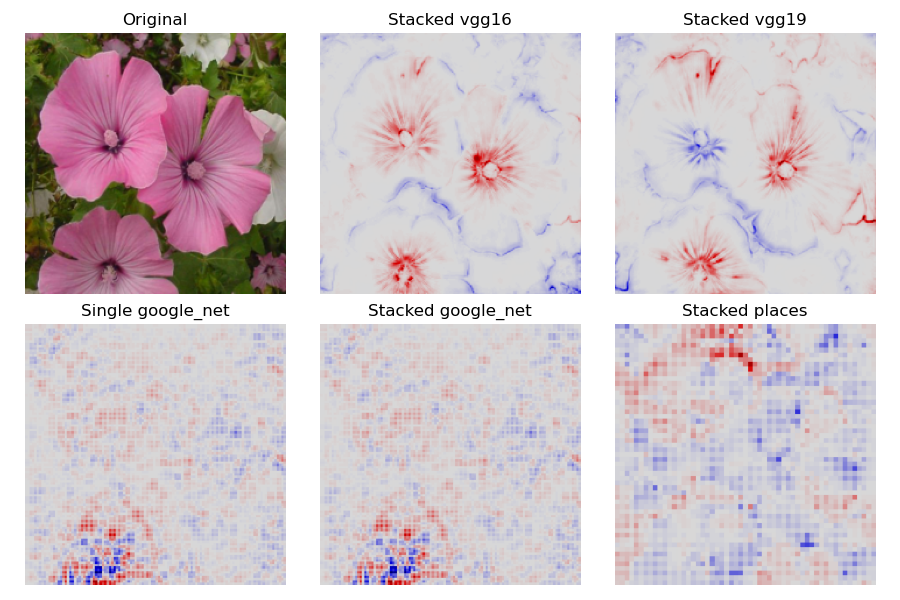 Original
Stacked vgg16
Stacked vgg19
Single google_net
Stacked google_net
Stacked places